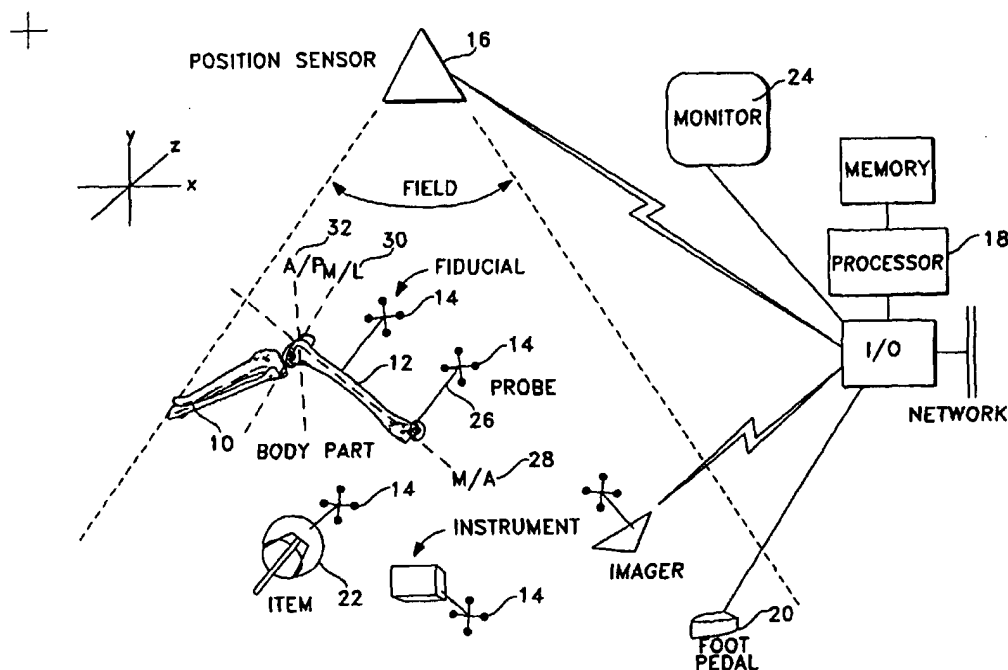 16
POSITION SENSOR
24
MONITOR
MEMORY
y
z
x
FIELD
32
30
A/P
M/L
FIDUCIAL
14
18
PROCESSOR
I/O
12
14
PROBE
26
NETWORK
10
BODY PART
M/A
28
14
INSTRUMENT
ITEM
22
14
IMAGER
20
FOOT
PEDAL